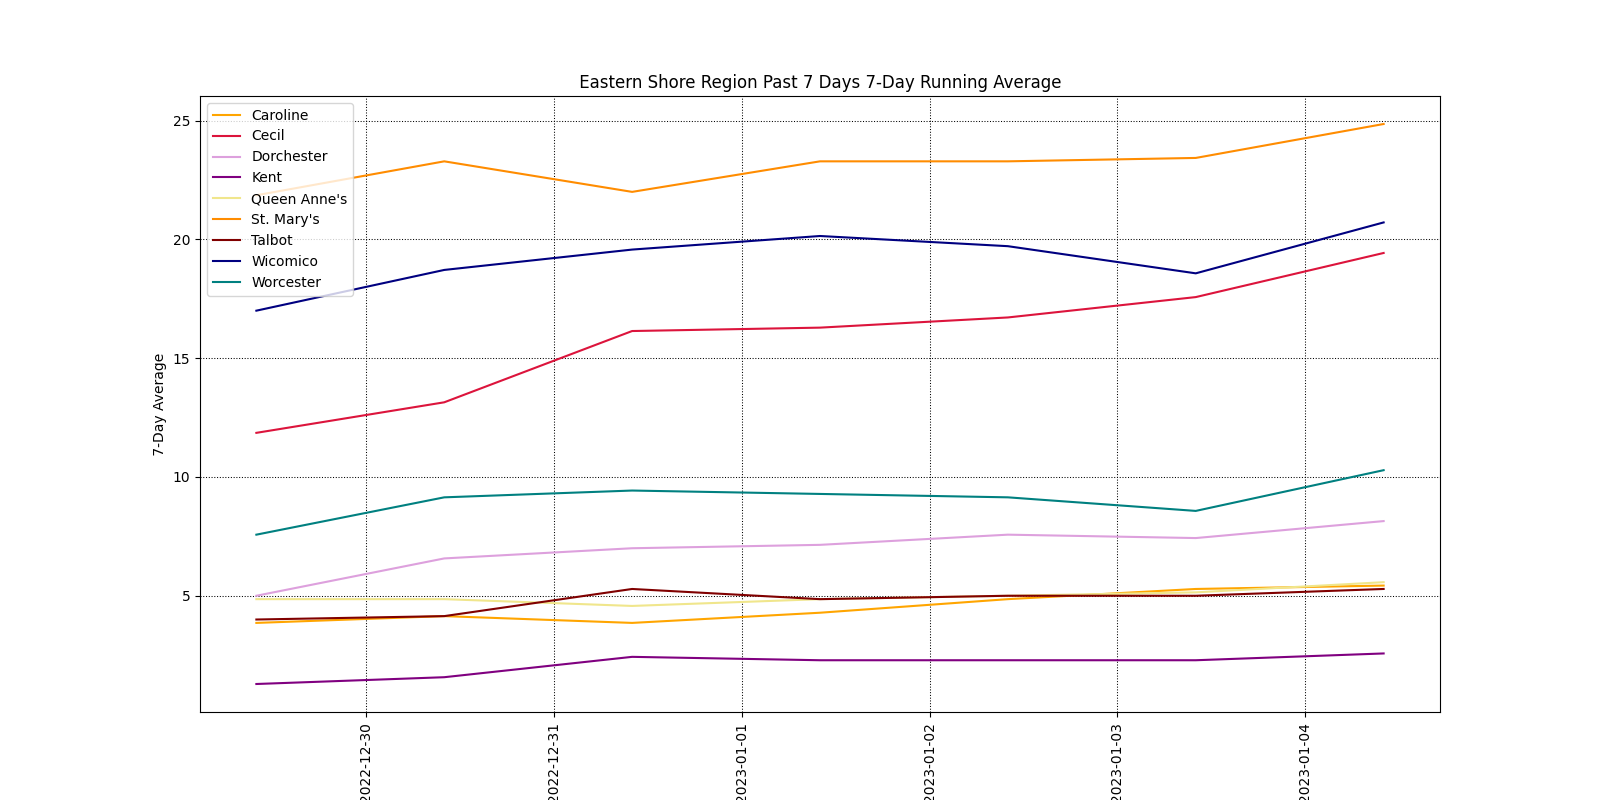 Eastern Shore Region Past 7 Days 7-Day Running Average
Caroline
Cecil
Dorchester
Kent
Queen Anne's
St. Mary's
Talbot
Wicomico
Worcester
25
20
15
10
5
7-Day Average
2022-12-30
2022-12-31
2023-01-01
2023-01-02
2023-01-03
2023-01-04